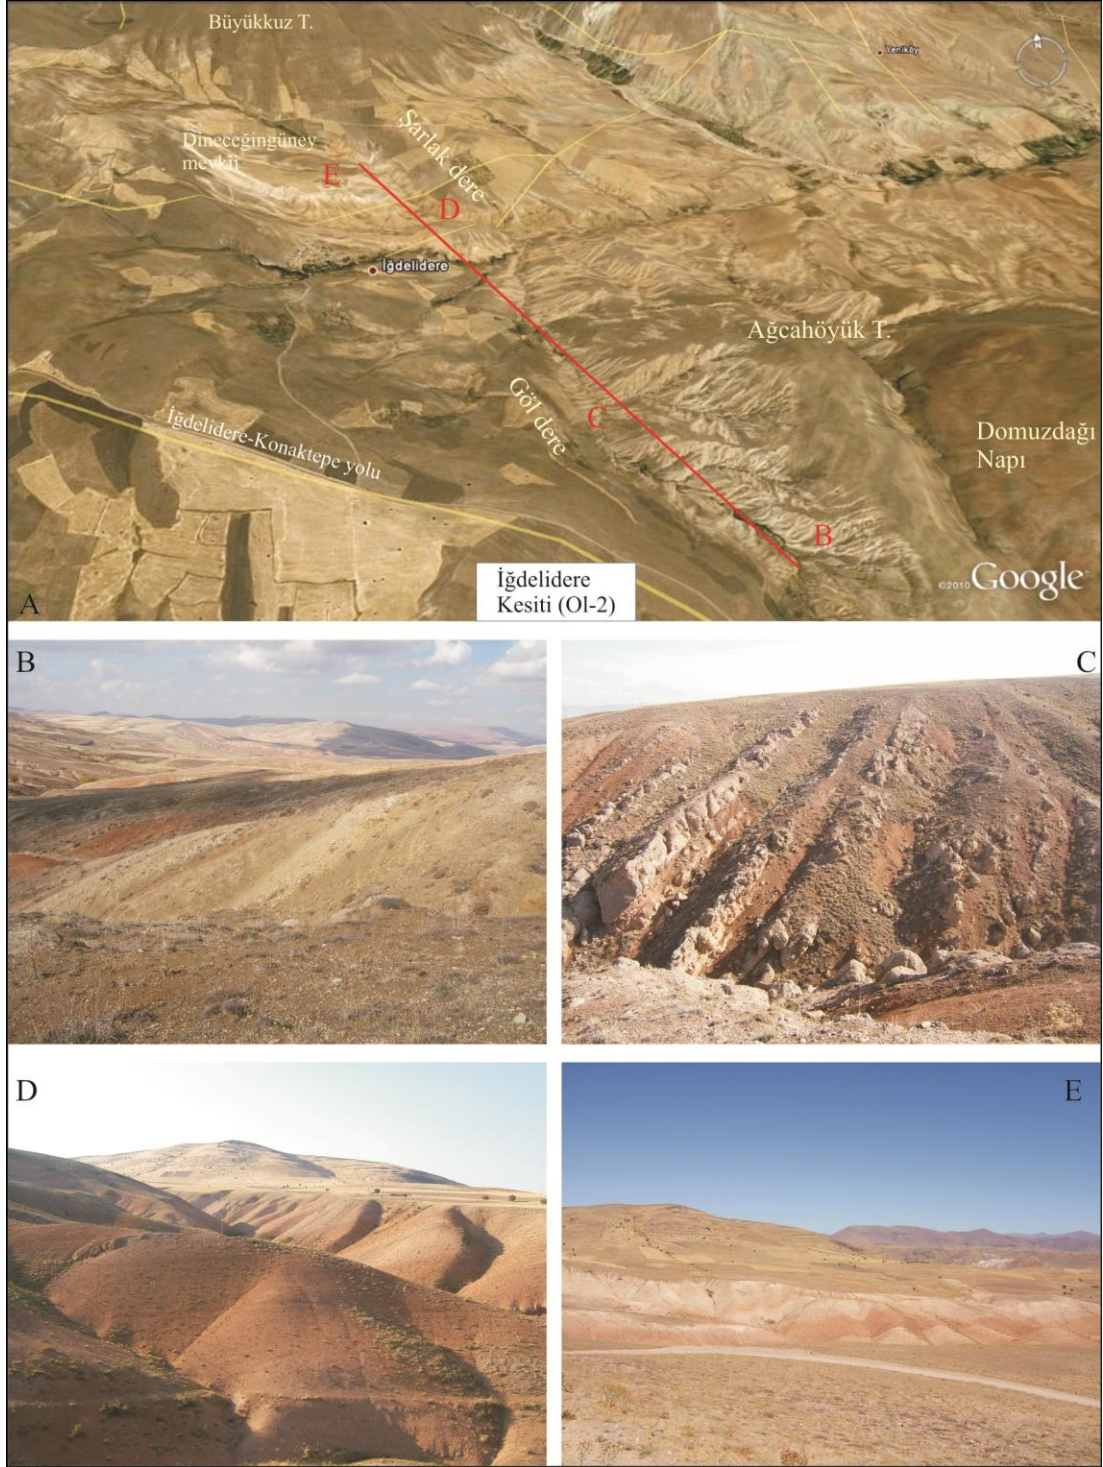 Büyükkuz T.
Yeniköy
N
Dineceğingüney
mevkii
Şarlak dere
E
D
İğdelidere
Ağcahöyük T.
Göl dere
C
İğdelidere-Konaktepe yolu
Domuzdağı
Napı
B
©2010 Google
A
İğdelidere
Kesiti (Ol-2)
B
C
D
E